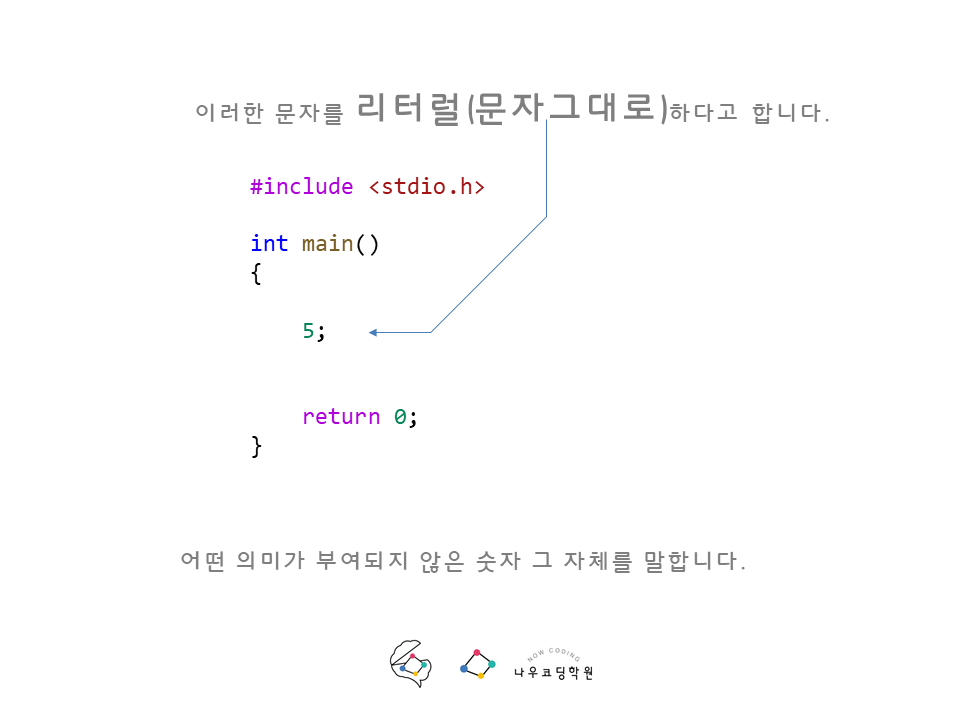 이러한 문자를 리터럴(문자그대로)하다고 합니다.
#include <stdio.h>
int main()
{
5;
return 0;
}
어떤 의미가 부여되지 않은 숫자 그 자체를 말합니다.
NOW CODING
나우코딩학원